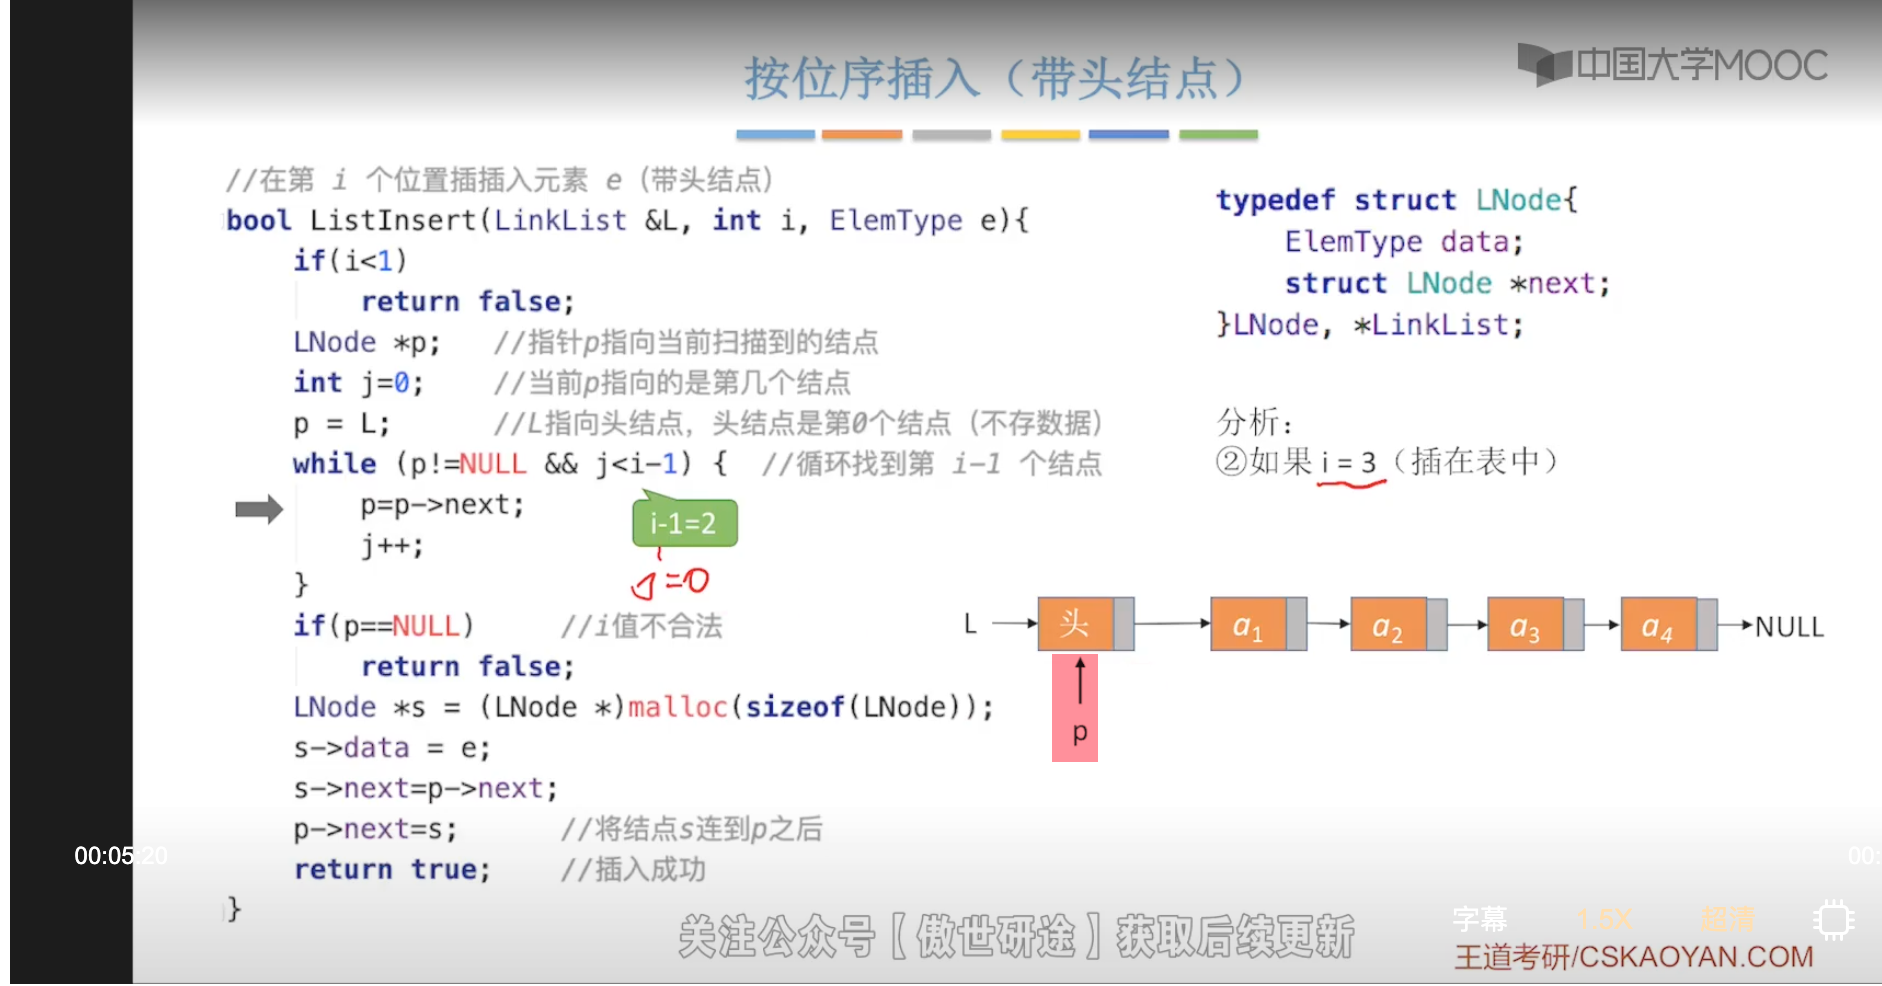 按位序插入（带头结点）
中国大学MOOC
//在第 i 个位置插插入元素 e（带头结点）
bool ListInsert(LinkList &L, int i, ElemType e){
if(i<1)
return false;
LNode *p; //指针p指向当前扫描到的结点
int j=0; //当前p指向的是第几个结点
p = L; //L指向头结点，头结点是第0个结点（不存数据）
while (p!=NULL && j<i-1) { //循环找到第 i-1 个结点
p=p->next;
j++;
}
if(p==NULL) //i值不合法
return false;
LNode *s = (LNode *)malloc(sizeof(LNode));
s->data = e;
s->next=p->next;
p->next=s; //将结点s连到p之后
return true; //插入成功
}
i-1=2
j=0
typedef struct LNode{
ElemType data;
struct LNode *next;
}LNode, *LinkList;
分析：
②如果 i = 3（插在表中）
L 头 a1 a2 a3 a4 NULL
p
00:05:20
00:
字幕 1.5X 超清
关注公众号【傲世研途】获取后续更新
王道考研/CSKAOYAN.COM